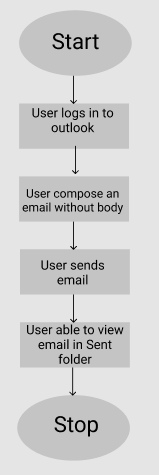 Start
User logs in to
outlook
User compose an
email without body
User sends
email
User able to view
email in Sent
folder
Stop